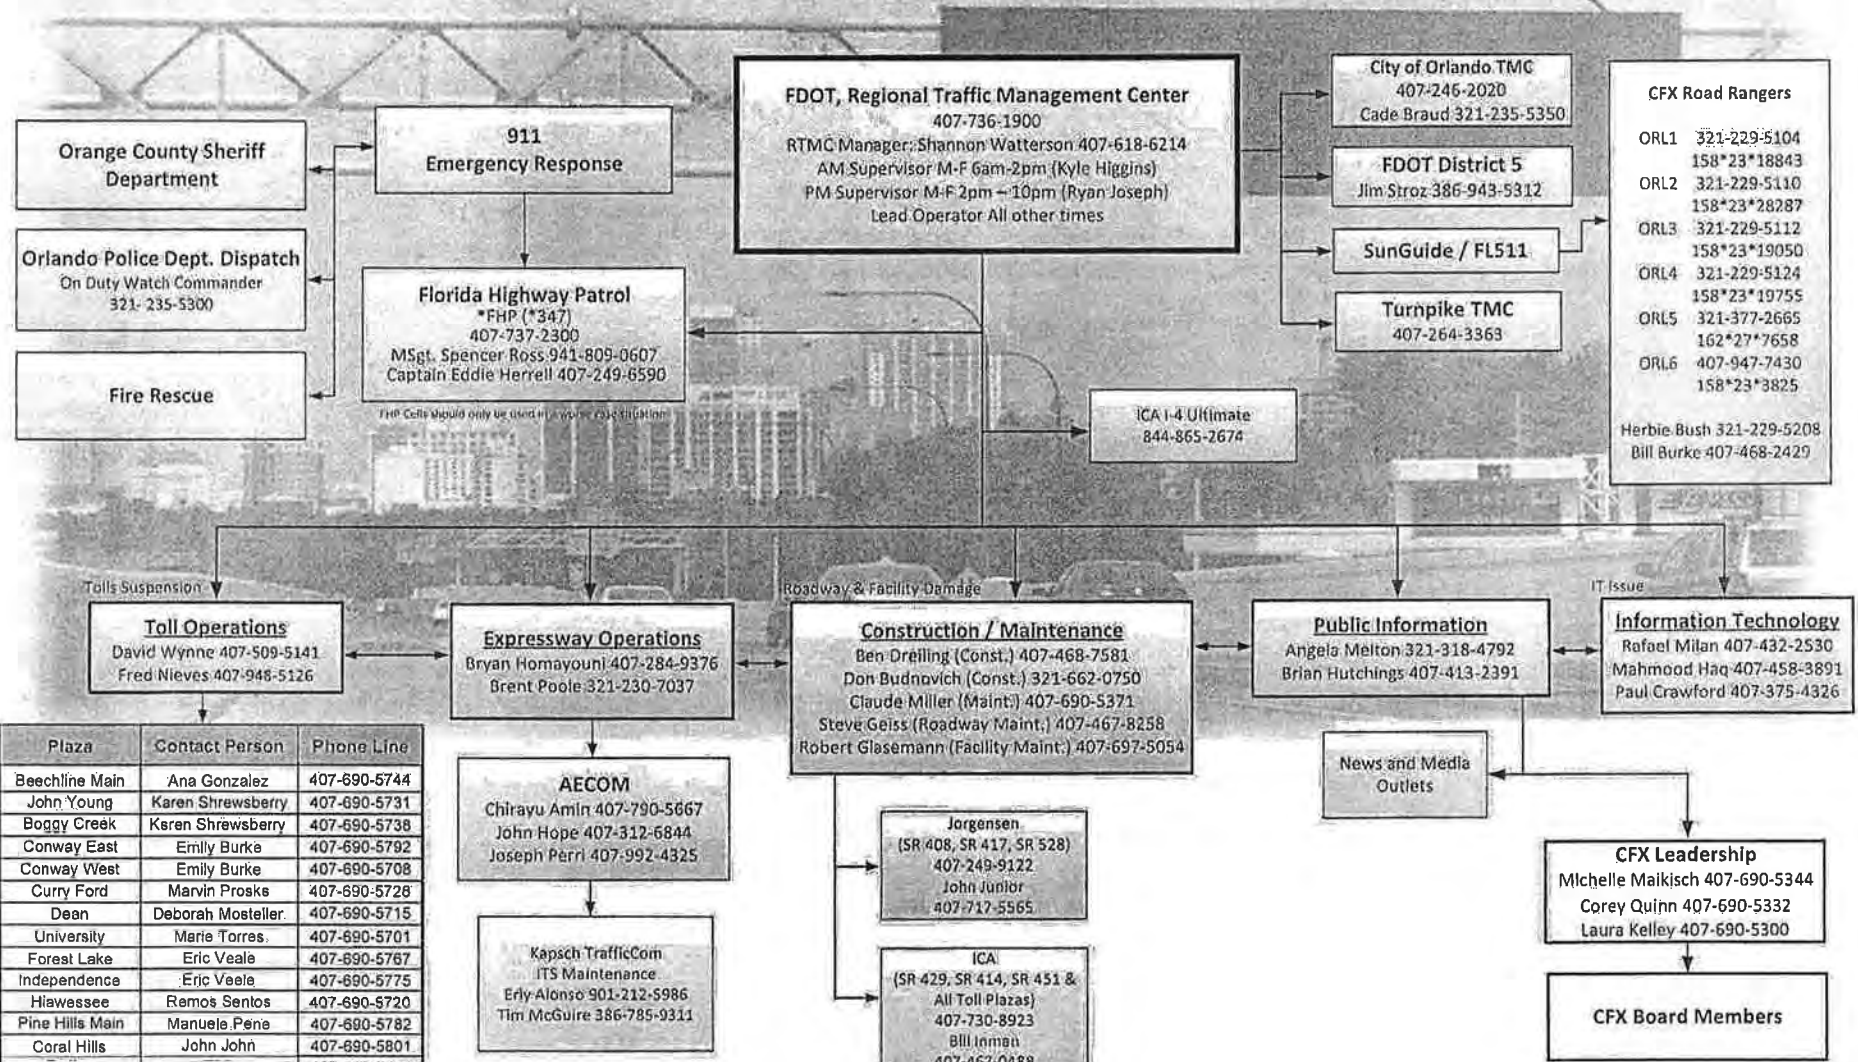 Orange County Sheriff
Department
Orlando Police Dept. Dispatch
On Duty Watch Commander
321- 235-5300
Fire Rescue
911
Emergency Response
Florida Highway Patrol
*FHP (*347)
407-737-2300
MSgt. Spencer Ross 941-809-0607
Captain Eddie Herrell 407-249-6590
FHP Cells should only be used in a worse case situation
FDOT, Regional Traffic Management Center
407-736-1900
RTMC Manager: Shannon Watterson 407-618-6214
AM Supervisor M-F 6am-2pm (Kyle Higgins)
PM Supervisor M-F 2pm – 10pm (Ryan Joseph)
Lead Operator All other times
City of Orlando TMC
407-246-2020
Cade Braud 321-235-5350
FDOT District 5
Jim Stroz 386-943-5312
SunGuide / FL511
Turnpike TMC
407-264-3363
CFX Road Rangers
ORL1 321-229-5104
158*23*18843
ORL2 321-229-5110
158*23*28287
ORL3 321-229-5112
158*23*19050
ORL4 321-229-5124
158*23*19755
ORL5 321-377-2665
162*27*7658
ORL6 407-947-7430
158*23*3825
Herbie Bush 321-229-5208
Bill Burke 407-468-2429
ICA I-4 Ultimate
844-865-2674
Tolls Suspension
Toll Operations
David Wynne 407-509-5141
Fred Nieves 407-948-5126
Expressway Operations
Bryan Homayouni 407-284-9376
Brent Poole 321-230-7037
Roadway & Facility Damage
Construction / Maintenance
Ben Dreiling (Const.) 407-468-7581
Don Budnovich (Const.) 321-662-0750
Claude Miller (Maint.) 407-690-5371
Steve Geiss (Roadway Maint.) 407-467-8258
Robert Glasemann (Facility Maint.) 407-697-5054
Public Information
Angela Melton 321-318-4792
Brian Hutchings 407-413-2391
IT Issue
Information Technology
Rafael Milan 407-432-2530
Mahmood Haq 407-458-3891
Paul Crawford 407-375-4326
Plaza Contact Person Phone Line
Beechline Main Ana Gonzalez 407-690-5744
John Young Karen Shrewsberry 407-690-5731
Boggy Creek Karen Shrewsberry 407-690-5738
Conway East Emily Burke 407-690-5792
Conway West Emily Burke 407-690-5708
Curry Ford Marvin Proske 407-690-5726
Dean Deborah Mosteller 407-690-5715
University Marie Torres 407-690-5701
Forest Lake Eric Veale 407-690-5767
Independence Eric Veale 407-690-5775
Hiawessee Ramos Santos 407-690-5720
Pine Hills Main Manuele Pene 407-690-5782
Coral Hills John John 407-690-5801
AECOM
Chirayu Amin 407-790-5667
John Hope 407-312-6844
Joseph Perri 407-992-4325
Kapsch TrafficCom
ITS Maintenance
Erly Alonso 901-212-5986
Tim McGuire 386-785-9311
Jorgensen
(SR 408, SR 417, SR 528)
407-249-9122
John Junior
407-717-5565
ICA
(SR 429, SR 414, SR 451 &
All Toll Plazas)
407-730-8923
Bill Inman
407-467-0488
News and Media
Outlets
CFX Leadership
Michelle Maikisch 407-690-5344
Corey Quinn 407-690-5332
Laura Kelley 407-690-5300
CFX Board Members